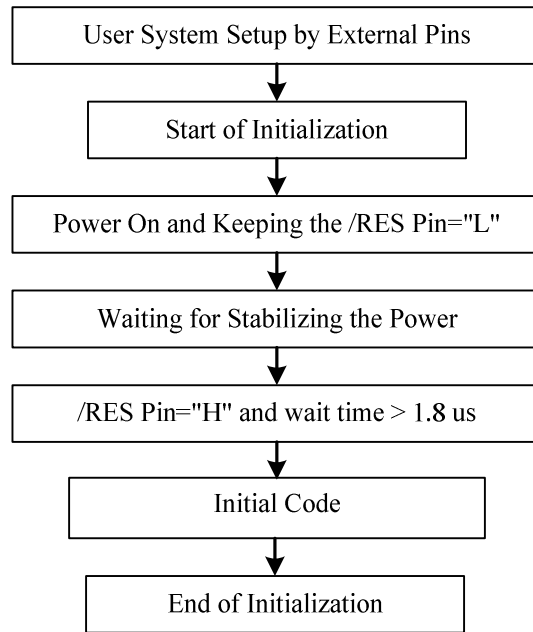 User System Setup by External Pins
Start of Initialization
Power On and Keeping the /RES Pin="L"
Waiting for Stabilizing the Power
/RES Pin="H" and wait time > 1.8 us
Initial Code
End of Initialization